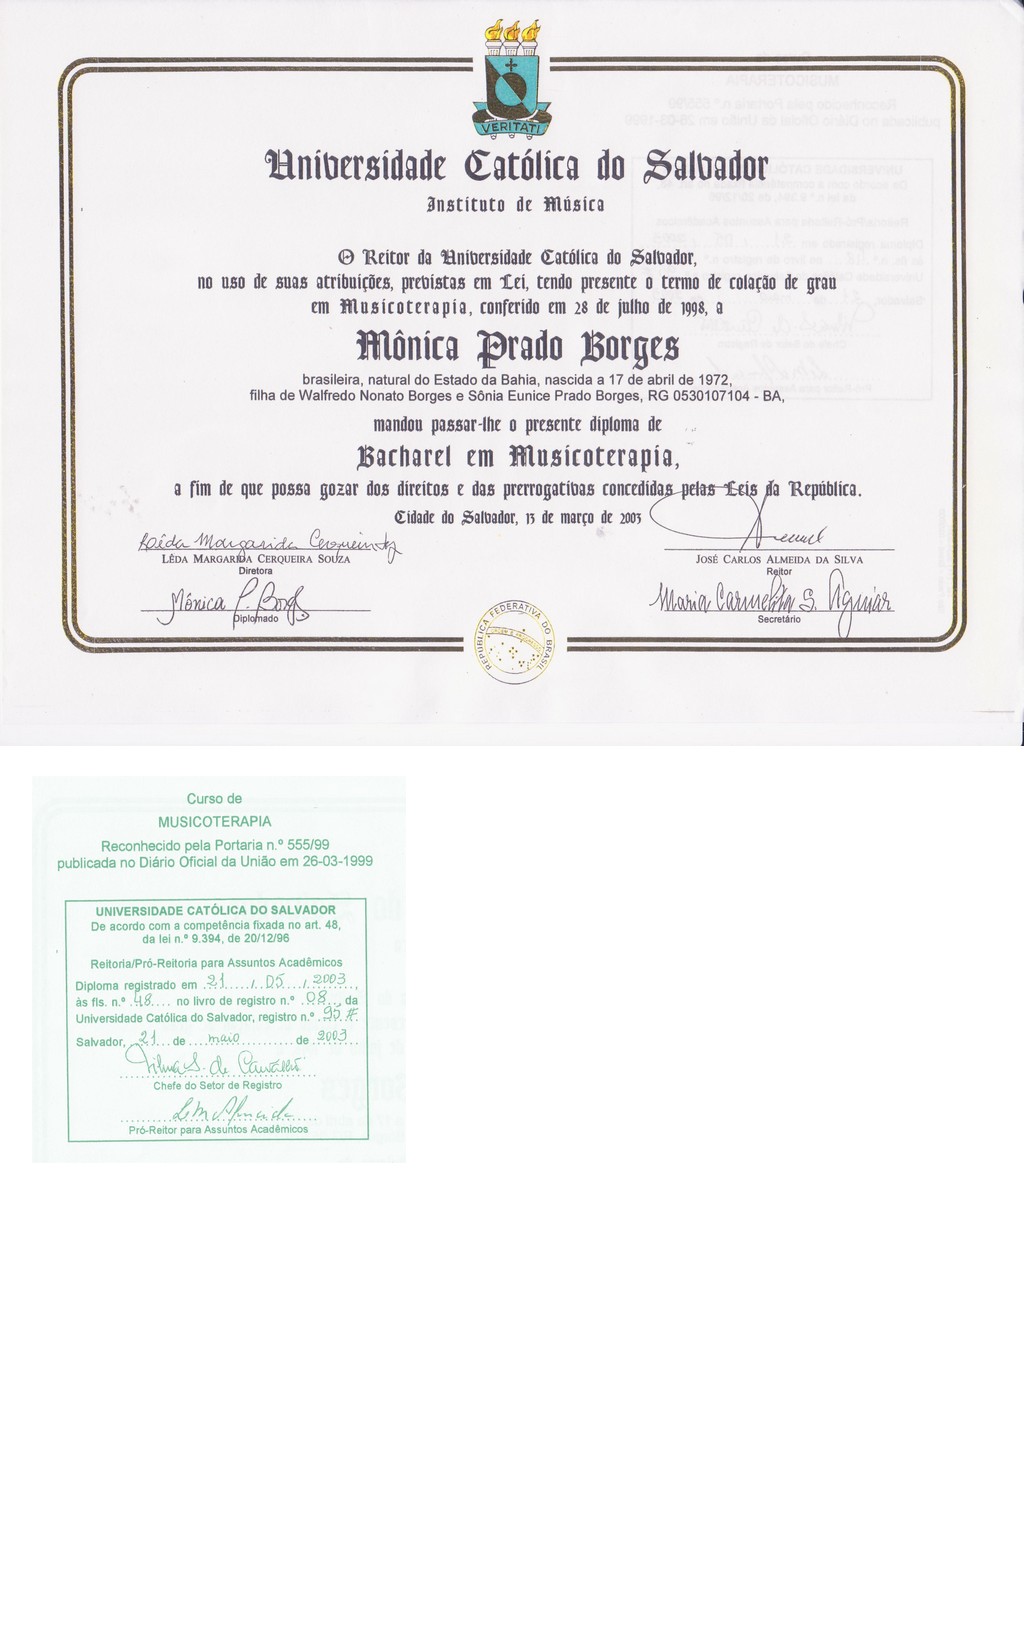 VERITATI
Universidade Católica do Salvador
Instituto de Música
O Reitor da Universidade Católica do Salvador,
no uso de suas atribuições, previstas em Lei, tendo presente o termo de colação de grau
em Musicoterapia, conferido em 28 de julho de 1998, a
Mônica Prado Borges
brasileira, natural do Estado da Bahia, nascida a 17 de abril de 1972,
filha de Walfredo Nonato Borges e Sônia Eunice Prado Borges, RG 0530107104 - BA,
mandou passar-lhe o presente diploma de
Bacharel em Musicoterapia,
a fim de que possa gozar dos direitos e das prerrogativas concedidas pelas Leis da República.
Cidade do Salvador, 13 de março de 2003
Lêda Margarida Cerqueira
LÊDA MARGARIDA CERQUEIRA SOUZA
Diretora
JOSÉ CARLOS ALMEIDA DA SILVA
Reitor
Mônica P. Borges
Diplomado
Maria Carmelita S. Aguiar
Secretário
REPÚBLICA FEDERATIVA DO BRASIL
Curso de
MUSICOTERAPIA
Reconhecido pela Portaria n.º 555/99
publicada no Diário Oficial da União em 26-03-1999
UNIVERSIDADE CATÓLICA DO SALVADOR
De acordo com a competência fixada no art. 48,
da lei n.º 9.394, de 20/12/96
Reitoria/Pró-Reitoria para Assuntos Acadêmicos
Diploma registrado em 21 / 05 / 2003,
às fls. n.º 48 no livro de registro n.º 08, da
Universidade Católica do Salvador, registro n.º 95
Salvador, 21 de maio de 2003
Chefe do Setor de Registro
Pró-Reitor para Assuntos Acadêmicos